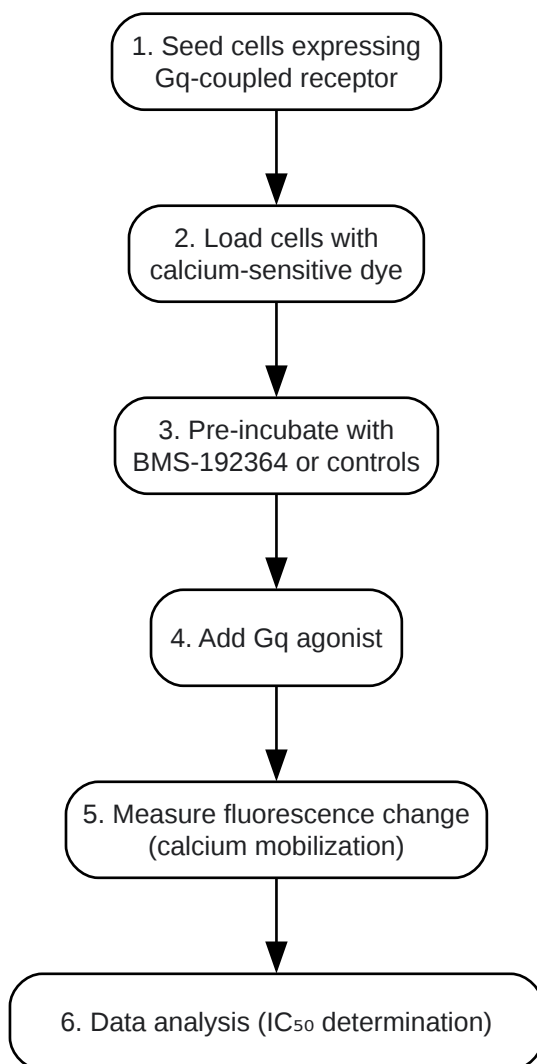 1. Seed cells expressing
Gq-coupled receptor
2. Load cells with
calcium-sensitive dye
3. Pre-incubate with
BMS-192364 or controls
4. Add Gq agonist
5. Measure fluorescence change
(calcium mobilization)
6. Data analysis (IC₅₀ determination)